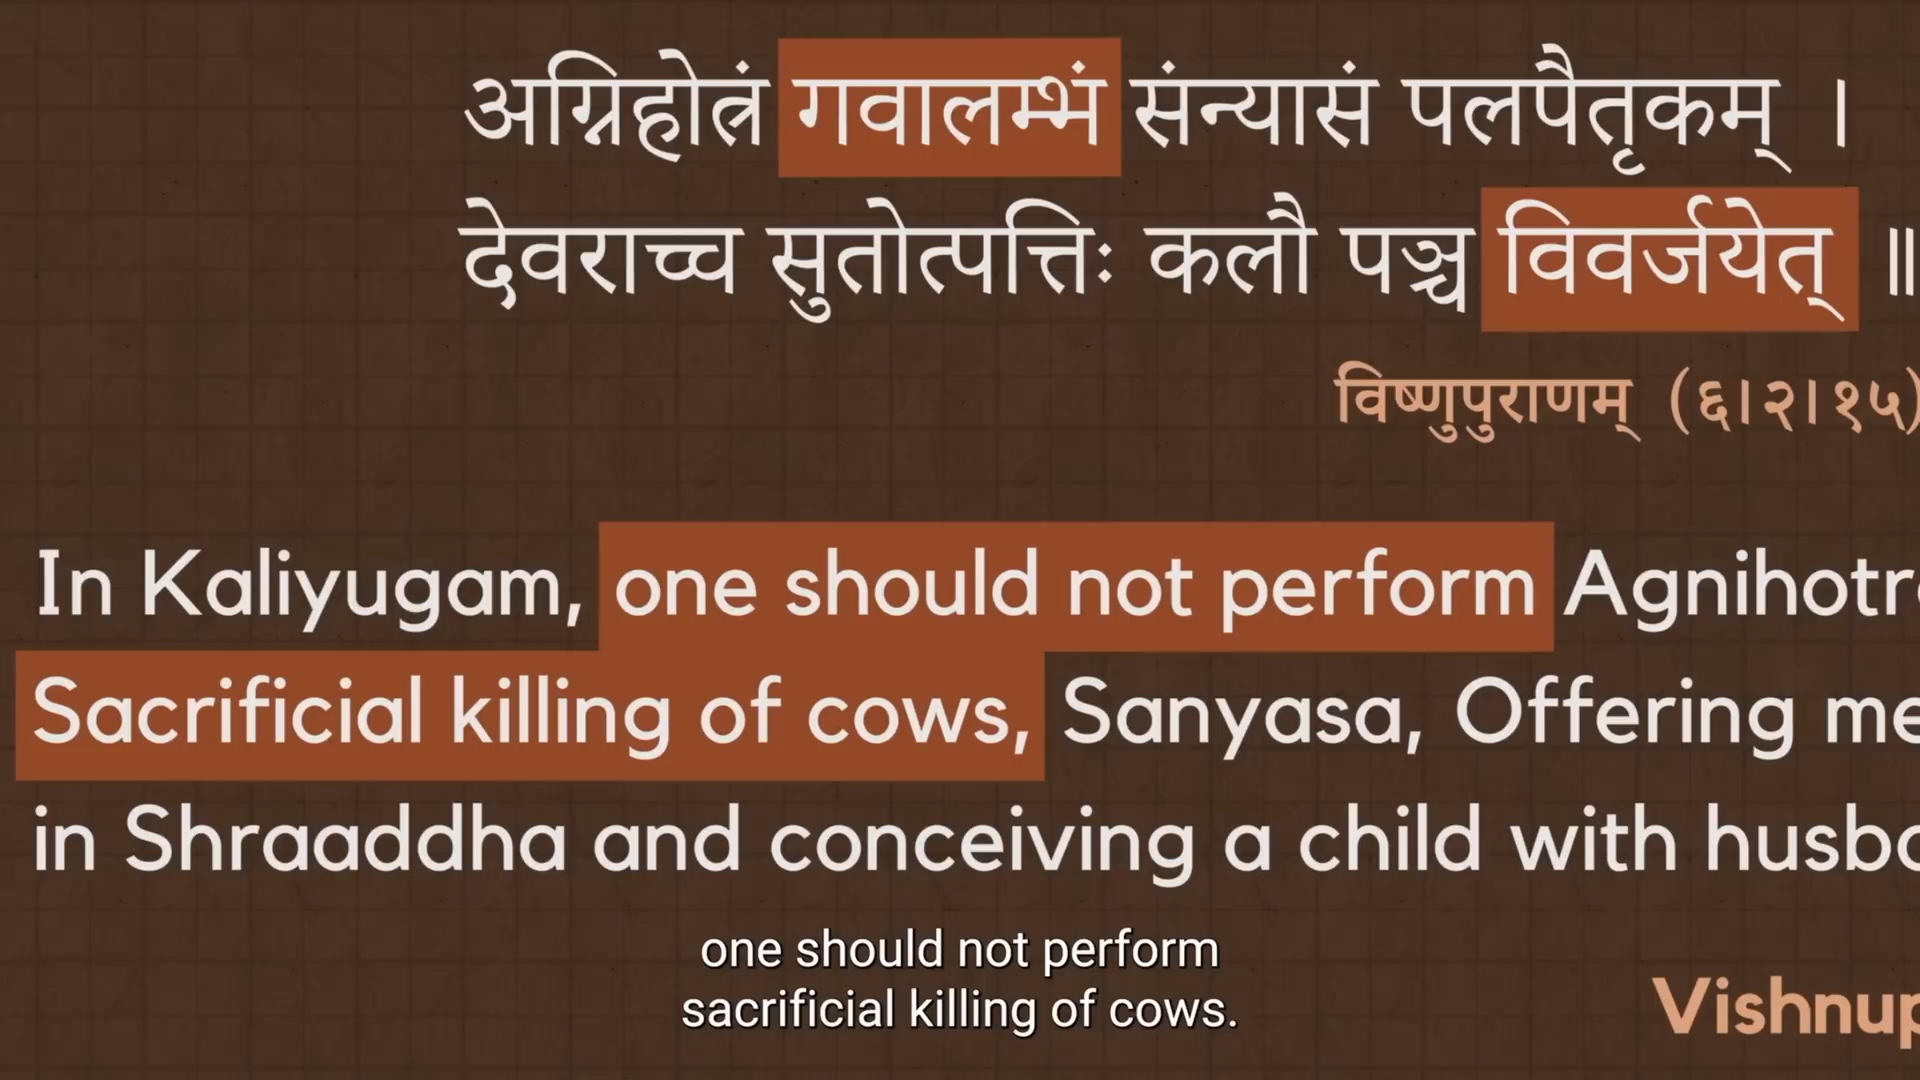 अग्निहोत्रं गवालम्भं संन्यासं पलपैतृकम् ।
देवराच्च सुतोत्पत्तिः कलौ पञ्च विवर्जयेत् ॥
विष्णुपुराणम् (६।२।१५)
In Kaliyugam, one should not perform Agnihotr
Sacrificial killing of cows, Sanyasa, Offering me
in Shraaddha and conceiving a child with husb
one should not perform
sacrificial killing of cows.
Vishnup